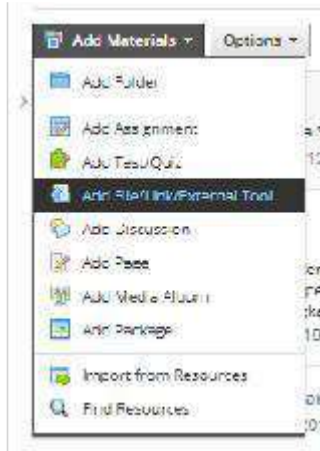 Add Materials
Options
Add Folder
Add Assignment
Add Test/Quiz
Add File/Link/External Tool
Add Discussion
Add Page
Add Media Album
Add Package
Import from Resources
Find Resources